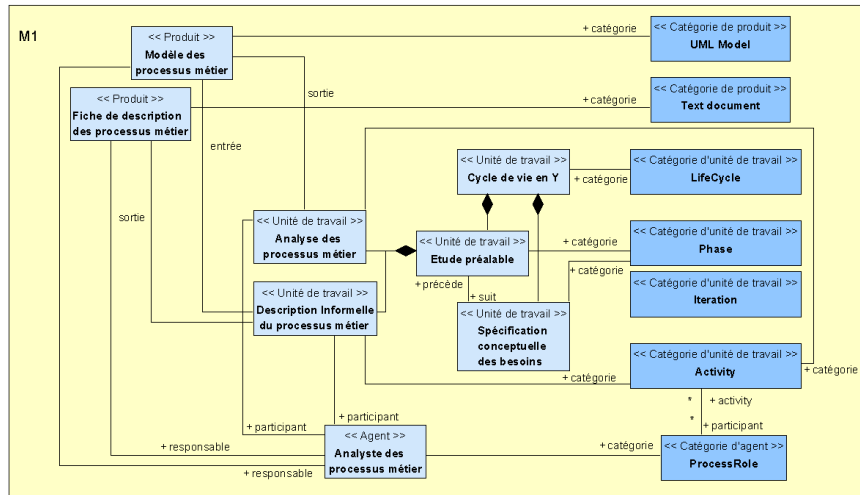 M1
<< Produit >>
Modèle des
processus métier
+ catégorie
<< Catégorie de produit >>
UML Model
<< Produit >>
Fiche de description
des processus métier
sortie
+ catégorie
<< Catégorie de produit >>
Text document
entrée
<< Unité de travail >>
Cycle de vie en Y
+ catégorie
<< Catégorie d'unité de travail >>
LifeCycle
sortie
<< Unité de travail >>
Analyse des
processus métier
<< Unité de travail >>
Etude préalable
+ catégorie
<< Catégorie d'unité de travail >>
Phase
+ catégorie
+ précède
+ suit
<< Catégorie d'unité de travail >>
Iteration
<< Unité de travail >>
Description Informelle
du processus métier
<< Unité de travail >>
Spécification
conceptuelle
des besoins
<< Catégorie d'unité de travail >>
Activity
+ catégorie
+ catégorie
* + activity
*
+ participant
+ participant
+ participant
<< Agent >>
Analyste des
processus métier
+ responsable
+ catégorie
<< Catégorie d'agent >>
ProcessRole
+ responsable